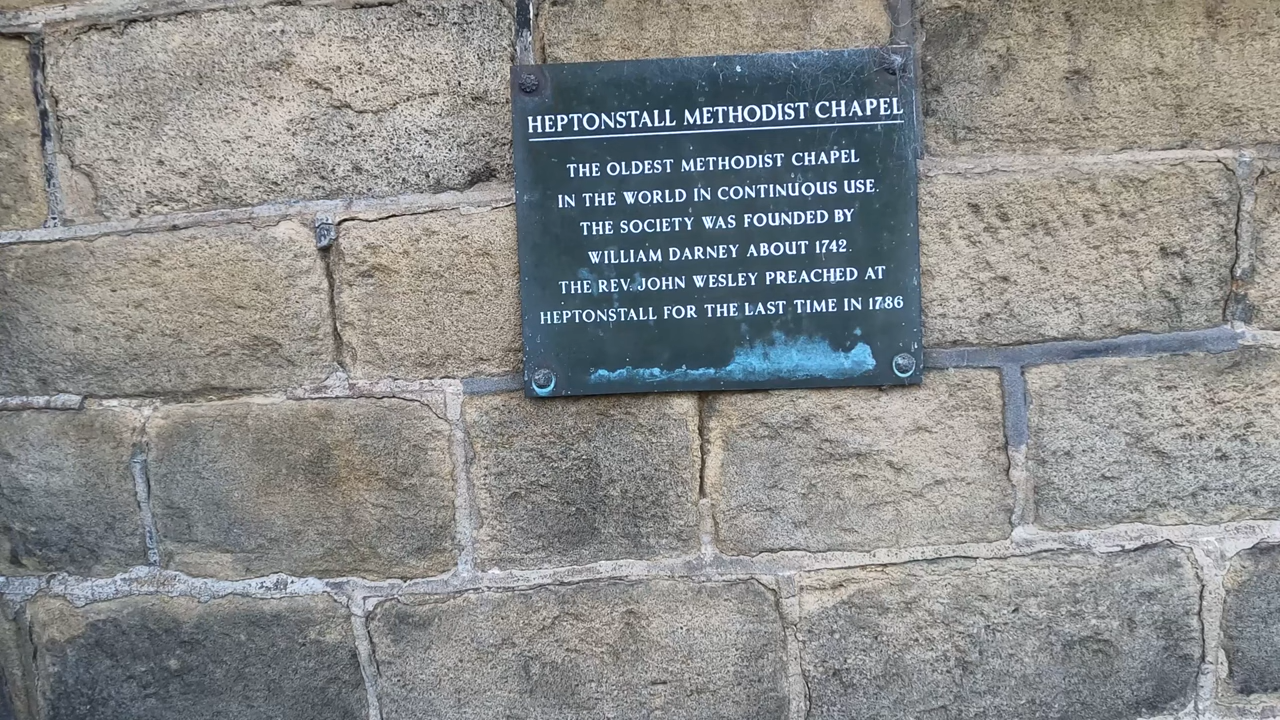 HEPTONSTALL METHODIST CHAPEL
THE OLDEST METHODIST CHAPEL
IN THE WORLD IN CONTINUOUS USE.
THE SOCIETY WAS FOUNDED BY
WILLIAM DARNEY ABOUT 1742.
THE REV. JOHN WESLEY PREACHED AT
HEPTONSTALL FOR THE LAST TIME IN 1786